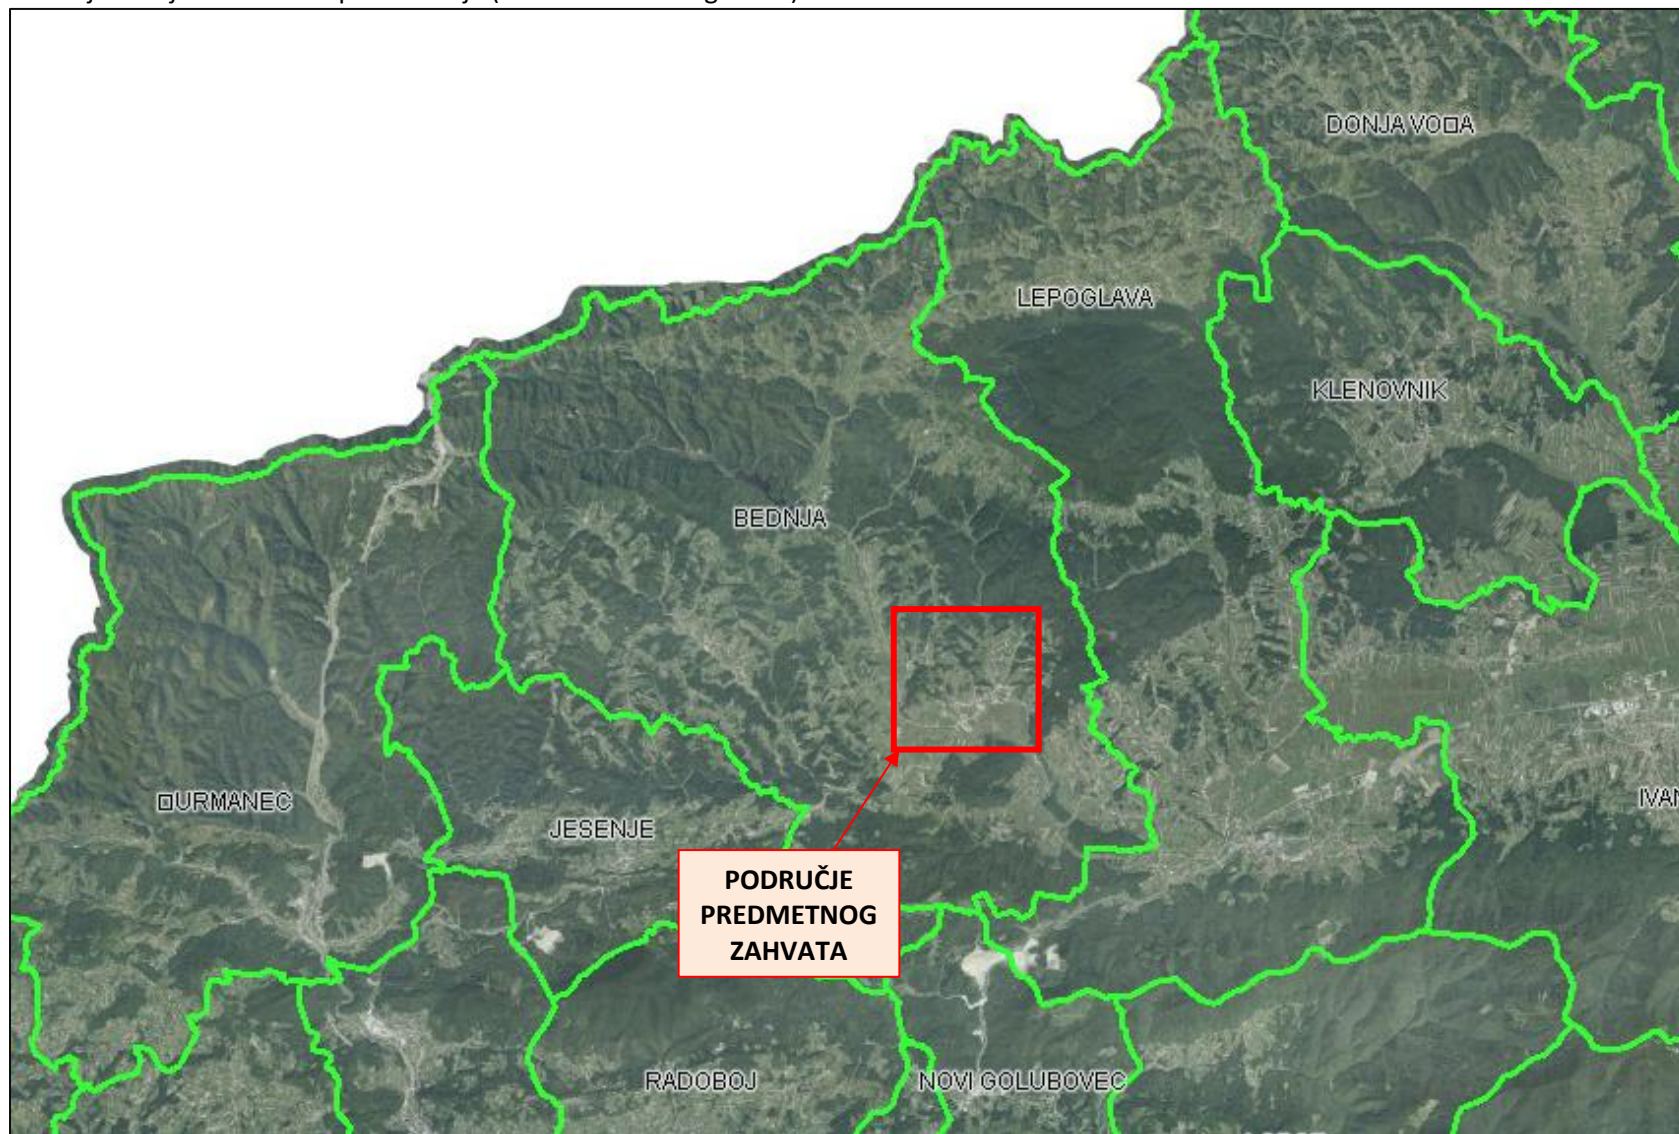 DONJA VO□A
LEPOGLAVA
KLENOVNIK
BEDNJA
□URMANEC
IVAN
JESENJE
PODRUČJE
PREDMETNOG
ZAHVATA
RADOBOJ
NOVI GOLUBOVEC